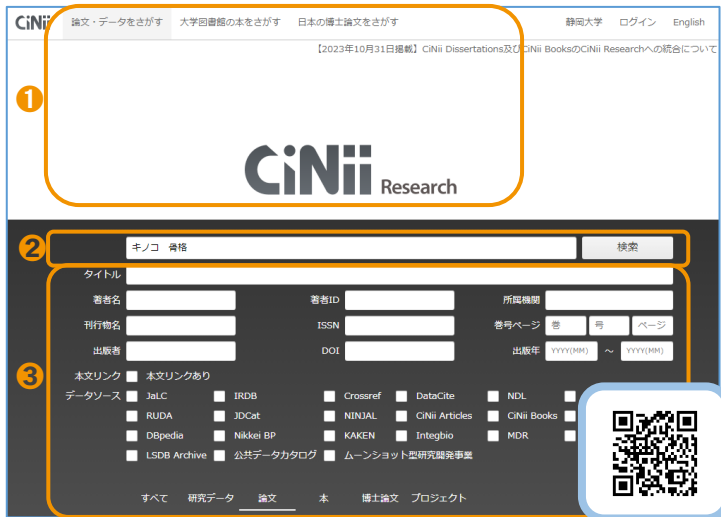 CiNii 論文・データをさがす 大学図書館の本をさがす 日本の博士論文をさがす 静岡大学 ログイン English
【2023年10月31日掲載】CiNii Dissertations及びCiNii BooksのCiNii Researchへの統合について
1
CiNii Research
2 キノコ 骨格 検索
タイトル
著者名 著者ID 所属機関
刊行物名 ISSN 巻号ページ 巻 号 ページ
出版者 DOI 出版年 YYYY(MM) ～ YYYY(MM)
3
本文リンク 本文リンクあり
データソース JaLC IRDB Crossref DataCite NDL
RUDA JDCat NINJAL CiNii Articles CiNii Books
DBpedia Nikkei BP KAKEN Integbio MDR
LSDB Archive 公共データカタログ ムーンショット型研究開発事業
すべて 研究データ 論文 本 博士論文 プロジェクト